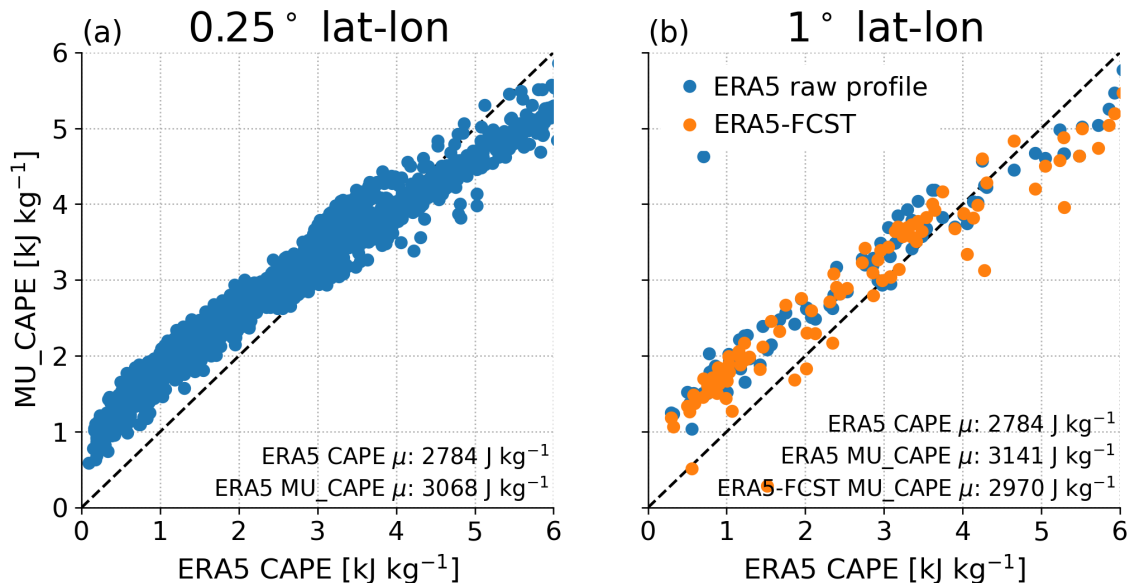 (a) 0.25° lat-lon
6
5
4
3
2
1
0
MU_CAPE [kJ kg⁻¹]
ERA5 CAPE μ: 2784 J kg⁻¹
ERA5 MU_CAPE μ: 3068 J kg⁻¹
0 1 2 3 4 5 6
ERA5 CAPE [kJ kg⁻¹]
(b) 1° lat-lon
ERA5 raw profile
ERA5-FCST
ERA5 CAPE μ: 2784 J kg⁻¹
ERA5 MU_CAPE μ: 3141 J kg⁻¹
ERA5-FCST MU_CAPE μ: 2970 J kg⁻¹
0 1 2 3 4 5 6
ERA5 CAPE [kJ kg⁻¹]